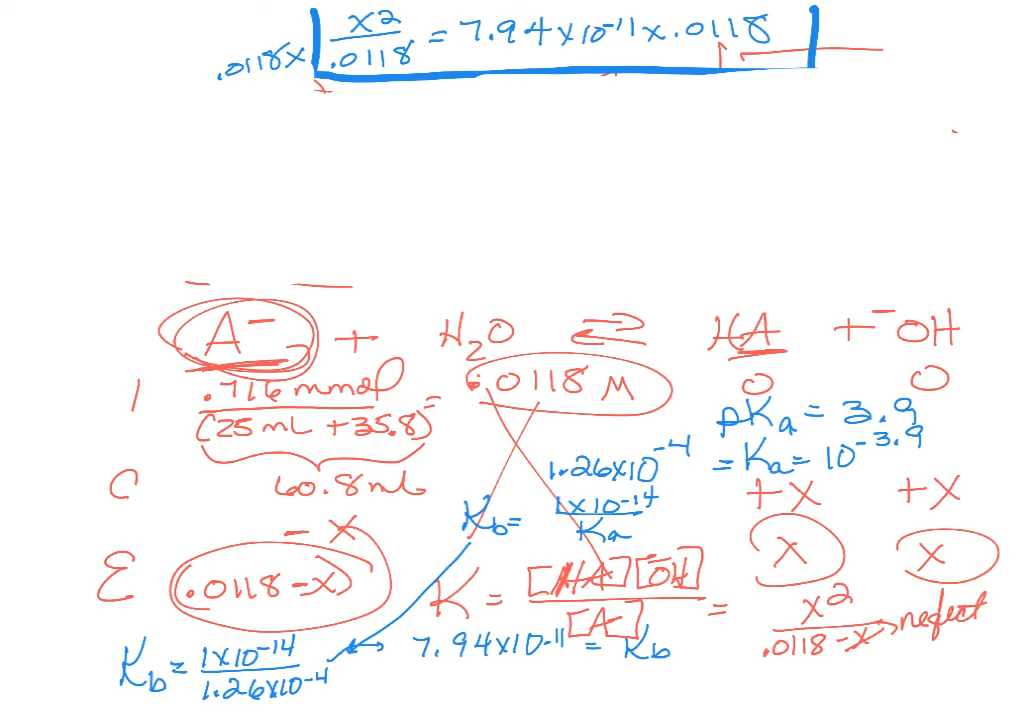 .0118x x²/.0118 = 7.94x10⁻¹¹ x .0118
A⁻ + H₂O ⇌ HA + ⁻OH
I .716 mmol/(25 mL + 35.8) = .0118 M 0 0
60.8 mL
pKa = 3.9
= Ka = 10⁻³·⁹
1.26x10⁻⁴
C - x +x +x
Kb = 1x10⁻¹⁴/Ka
E (.0118 - x) x x
K = [HA][OH]/[A] = x²/.0118-x → neglect
Kb = 1x10⁻¹⁴/1.26x10⁻⁴ ↔ 7.94x10⁻¹¹ = Kb